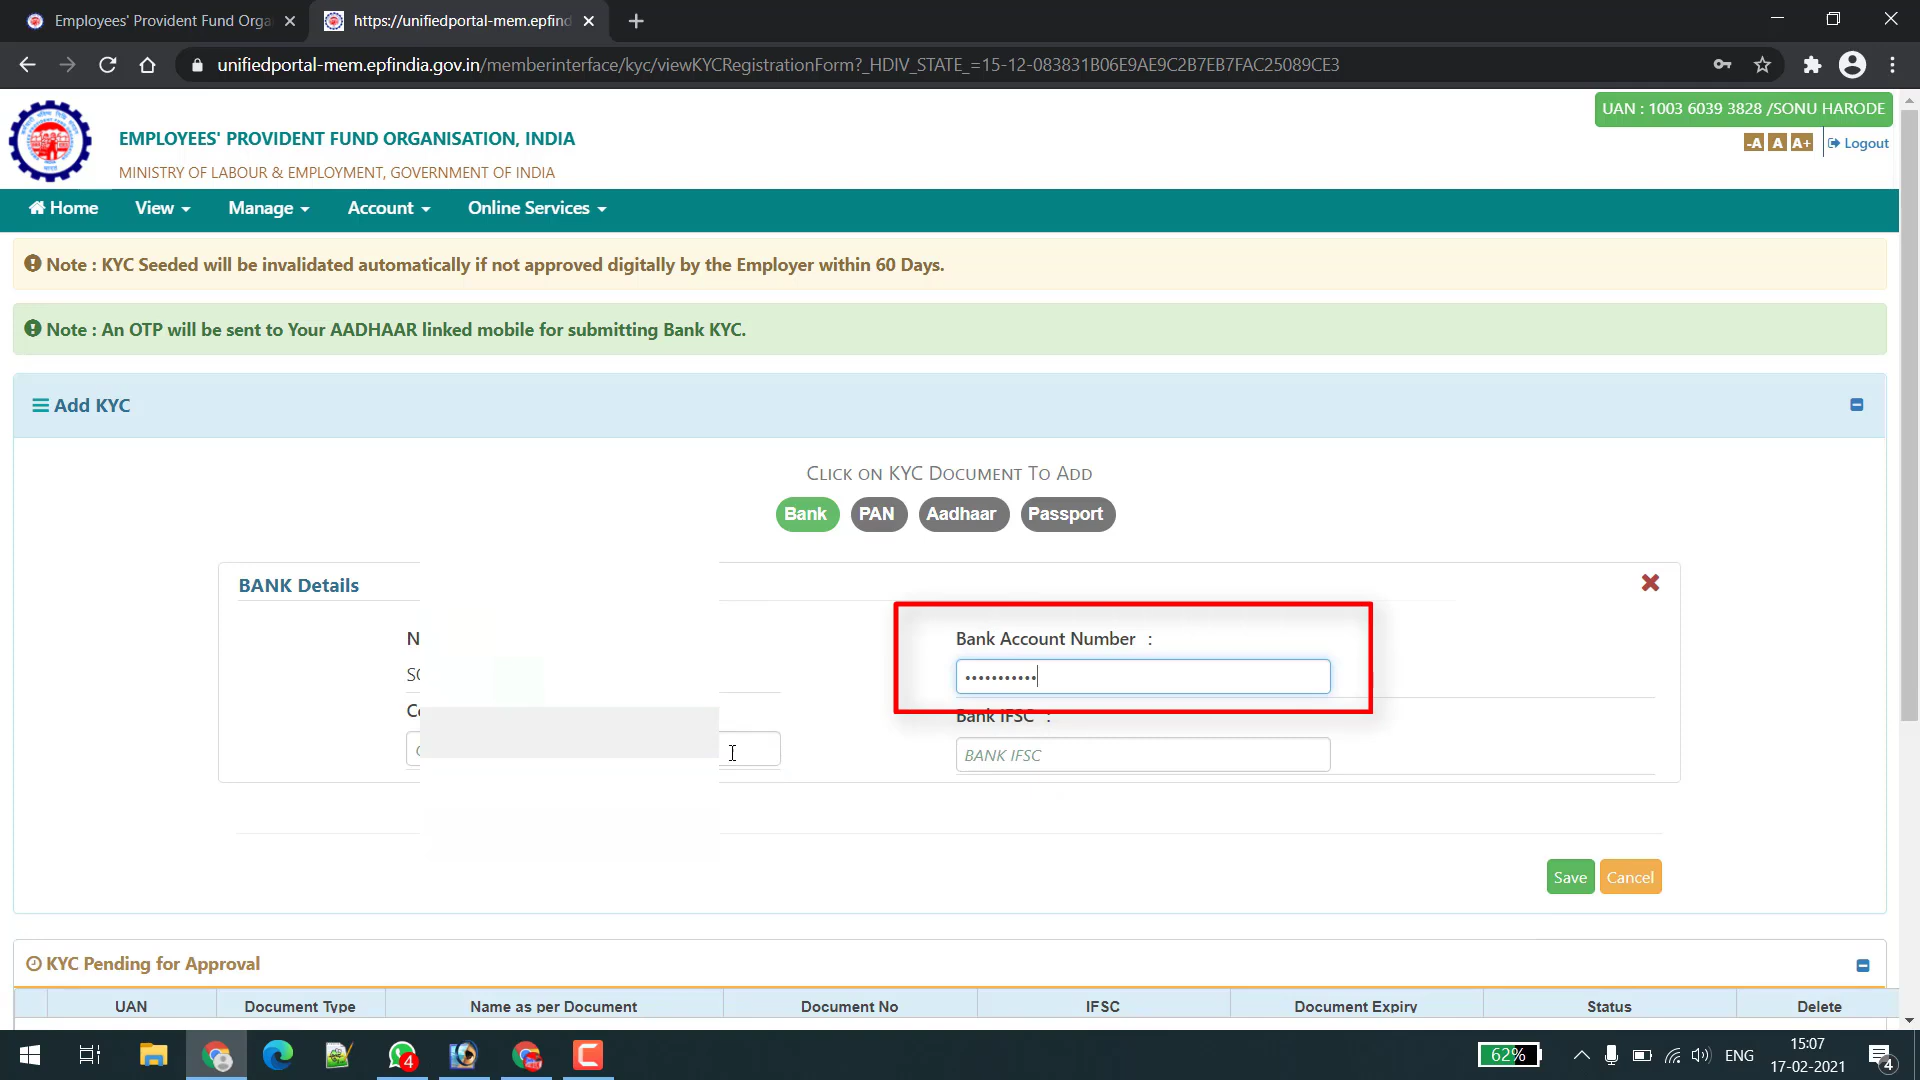 Employees' Provident Fund Orga
https://unifiedportal-mem.epfind
unifiedportal-mem.epfindia.gov.in/memberinterface/kyc/viewKYCRegistrationForm?_HDIV_STATE_=15-12-083831B06E9AE9C2B7EB7FAC25089CE3
UAN : 1003 6039 3828 /SONU HARODE
EMPLOYEES' PROVIDENT FUND ORGANISATION, INDIA
-A A A+ Logout
MINISTRY OF LABOUR & EMPLOYMENT, GOVERNMENT OF INDIA
Home View Manage Account Online Services
Note : KYC Seeded will be invalidated automatically if not approved digitally by the Employer within 60 Days.
Note : An OTP will be sent to Your AADHAAR linked mobile for submitting Bank KYC.
Add KYC
CLICK ON KYC DOCUMENT TO ADD
Bank PAN Aadhaar Passport
BANK Details
N
Bank Account Number :
SO
Co
Bank IFSC :
BANK IFSC
Save Cancel
KYC Pending for Approval
UAN Document Type Name as per Document Document No IFSC Document Expiry Status Delete
4
62%
ENG
15:07
17-02-2021
4